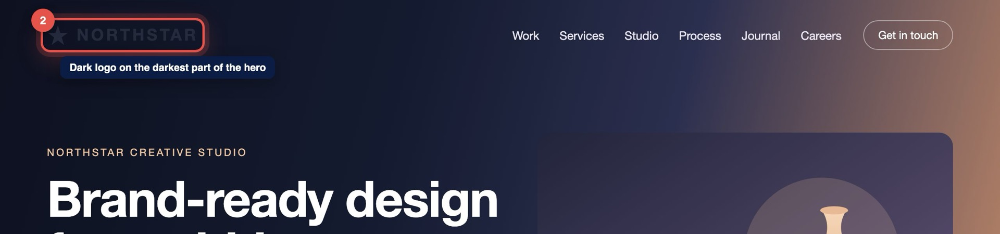 2
★ NORTHSTAR
Work Services Studio Process Journal Careers Get in touch
Dark logo on the darkest part of the hero
NORTHSTAR CREATIVE STUDIO
Brand-ready design